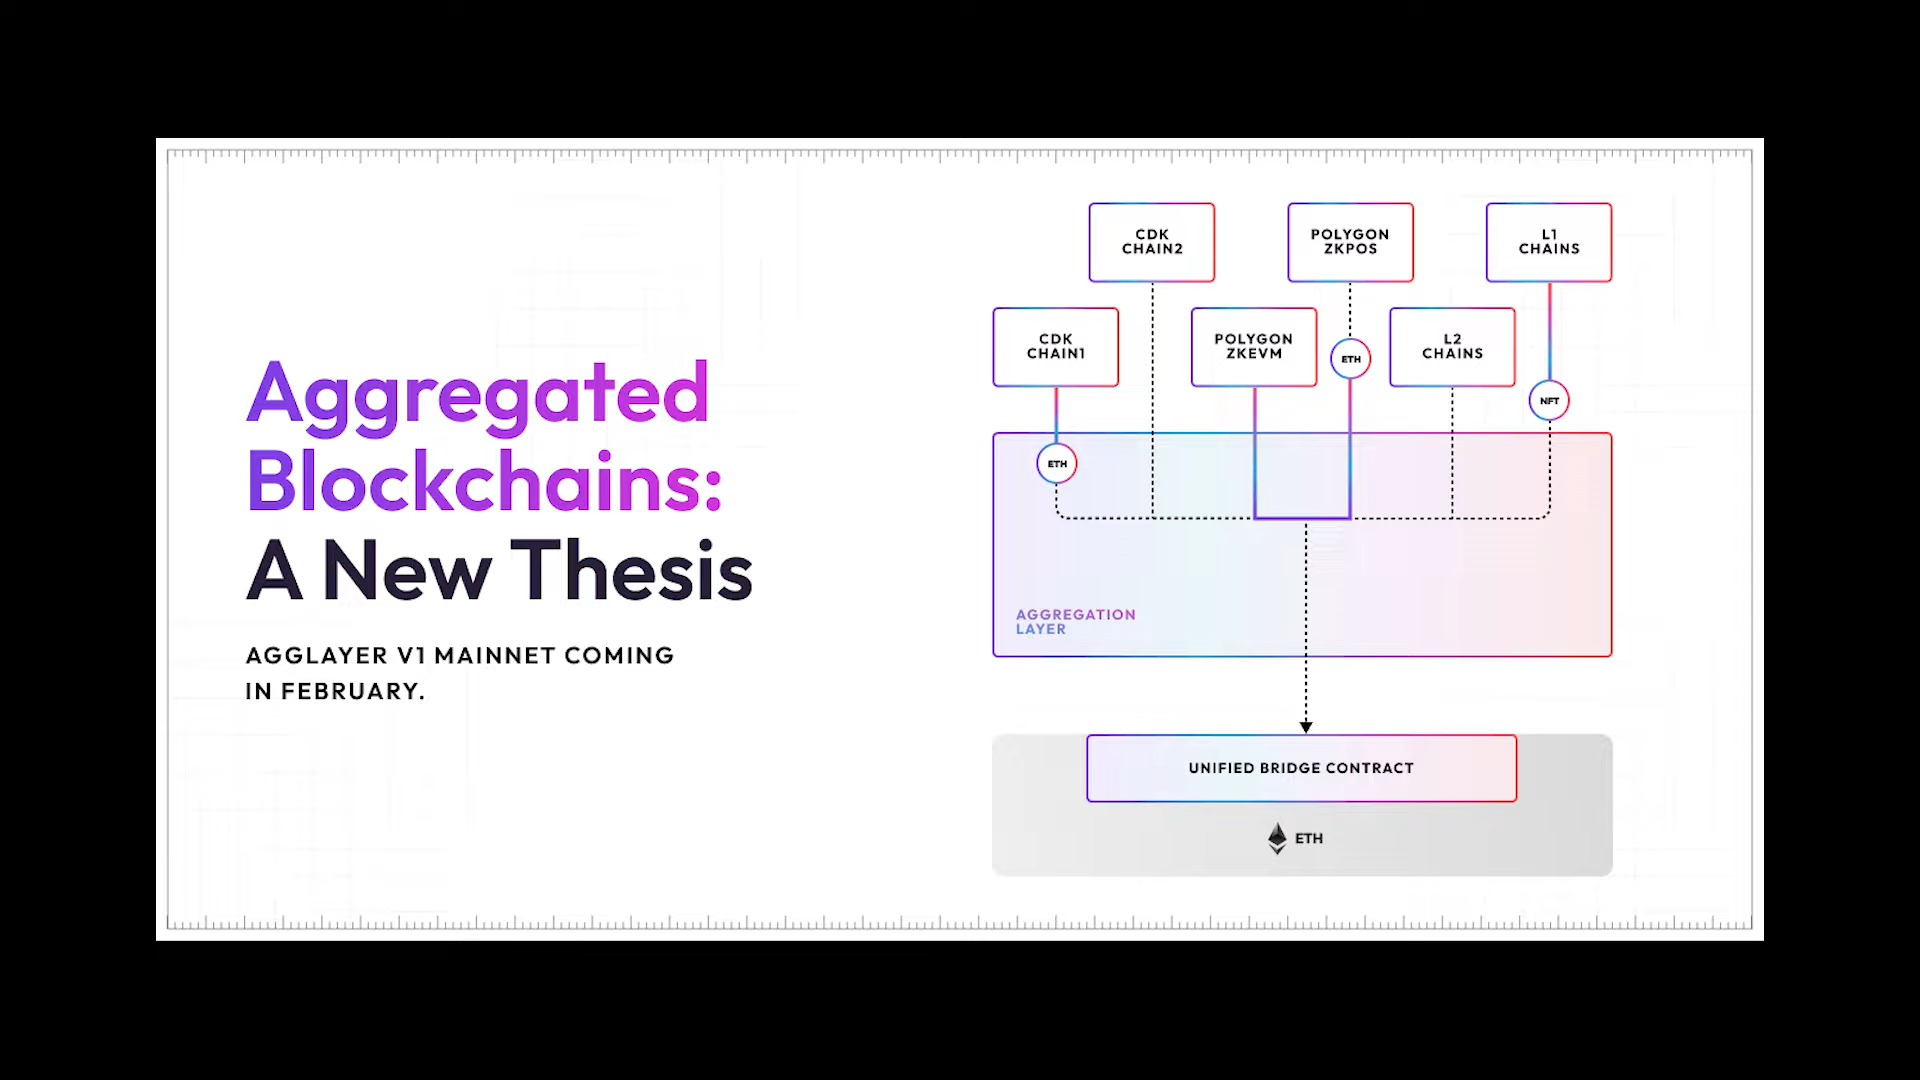 Aggregated
Blockchains:
A New Thesis
AGGLAYER V1 MAINNET COMING
IN FEBRUARY.
CDK
CHAIN2
POLYGON
ZKPOS
L1
CHAINS
CDK
CHAIN1
POLYGON
ZKEVM
ETH
L2
CHAINS
NFT
ETH
AGGREGATION
LAYER
UNIFIED BRIDGE CONTRACT
ETH